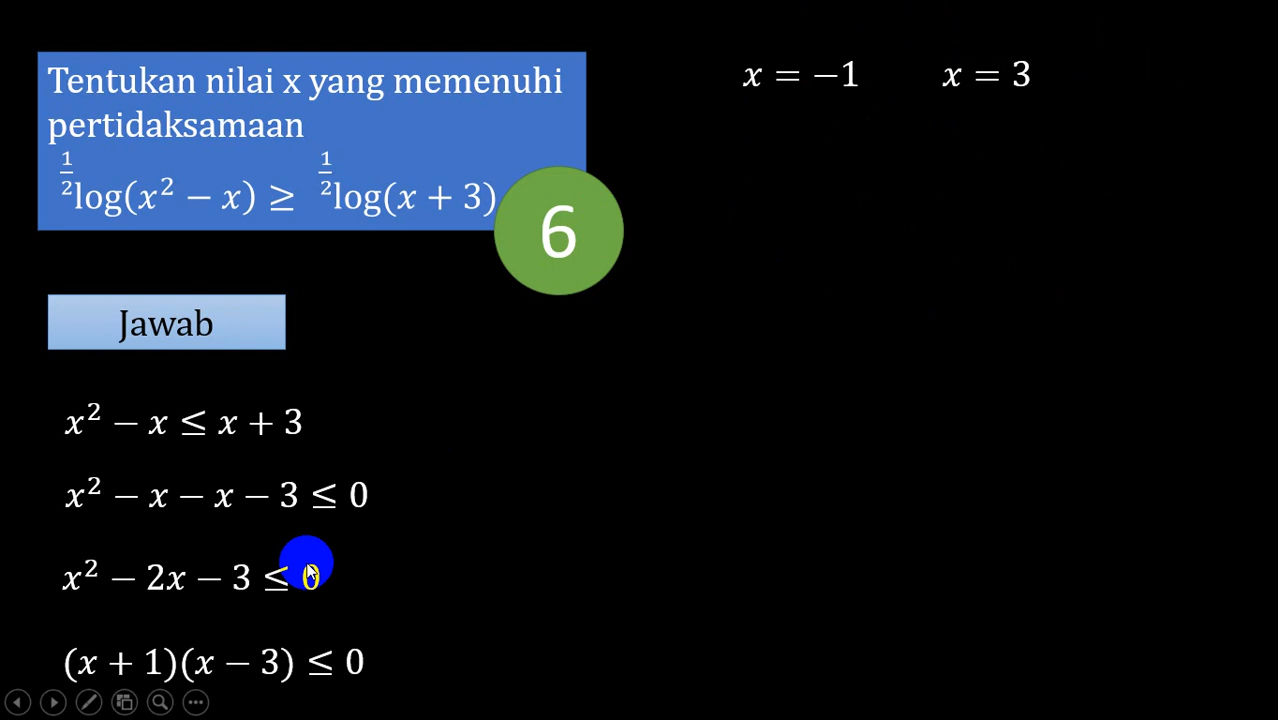 Tentukan nilai x yang memenuhi
pertidaksamaan
½log(x² − x) ≥ ½log(x + 3)
6
Jawab
x² − x ≤ x + 3
x² − x − x − 3 ≤ 0
x² − 2x − 3 ≤ 0
(x + 1)(x − 3) ≤ 0
x = −1 x = 3